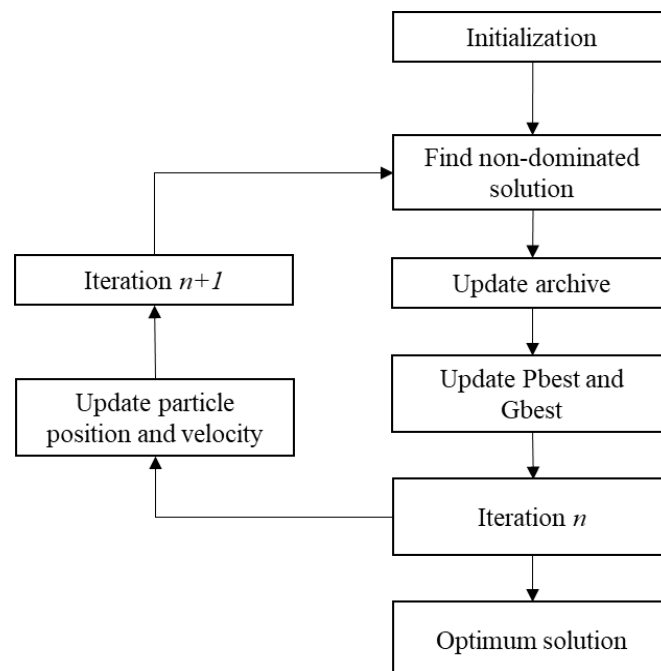 Initialization
Find non-dominated
solution
Update archive
Update Pbest and
Gbest
Iteration n
Optimum solution
Update particle
position and velocity
Iteration n+1